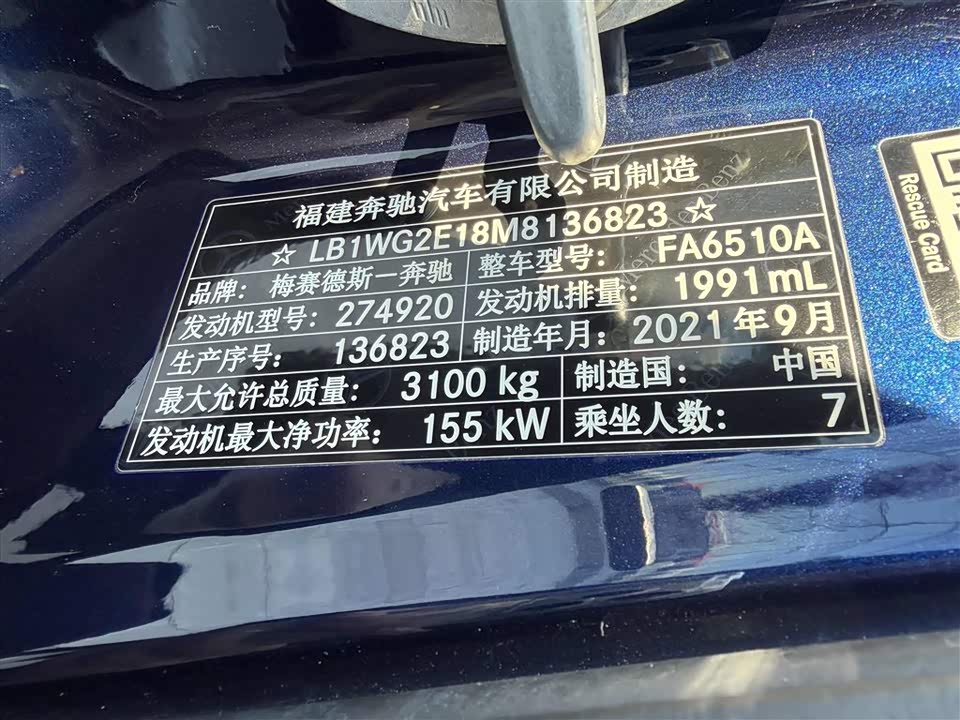 福建奔驰汽车有限公司制造
☆ LB1WG2E18M8136823 ☆
品牌: 梅赛德斯一奔驰 整车型号: FA6510A
发动机型号: 274920 发动机排量: 1991mL
生产序号: 136823 制造年月: 2021年9月
最大允许总质量: 3100 kg 制造国: 中国
发动机最大净功率: 155 kW 乘坐人数: 7
Rescue Card